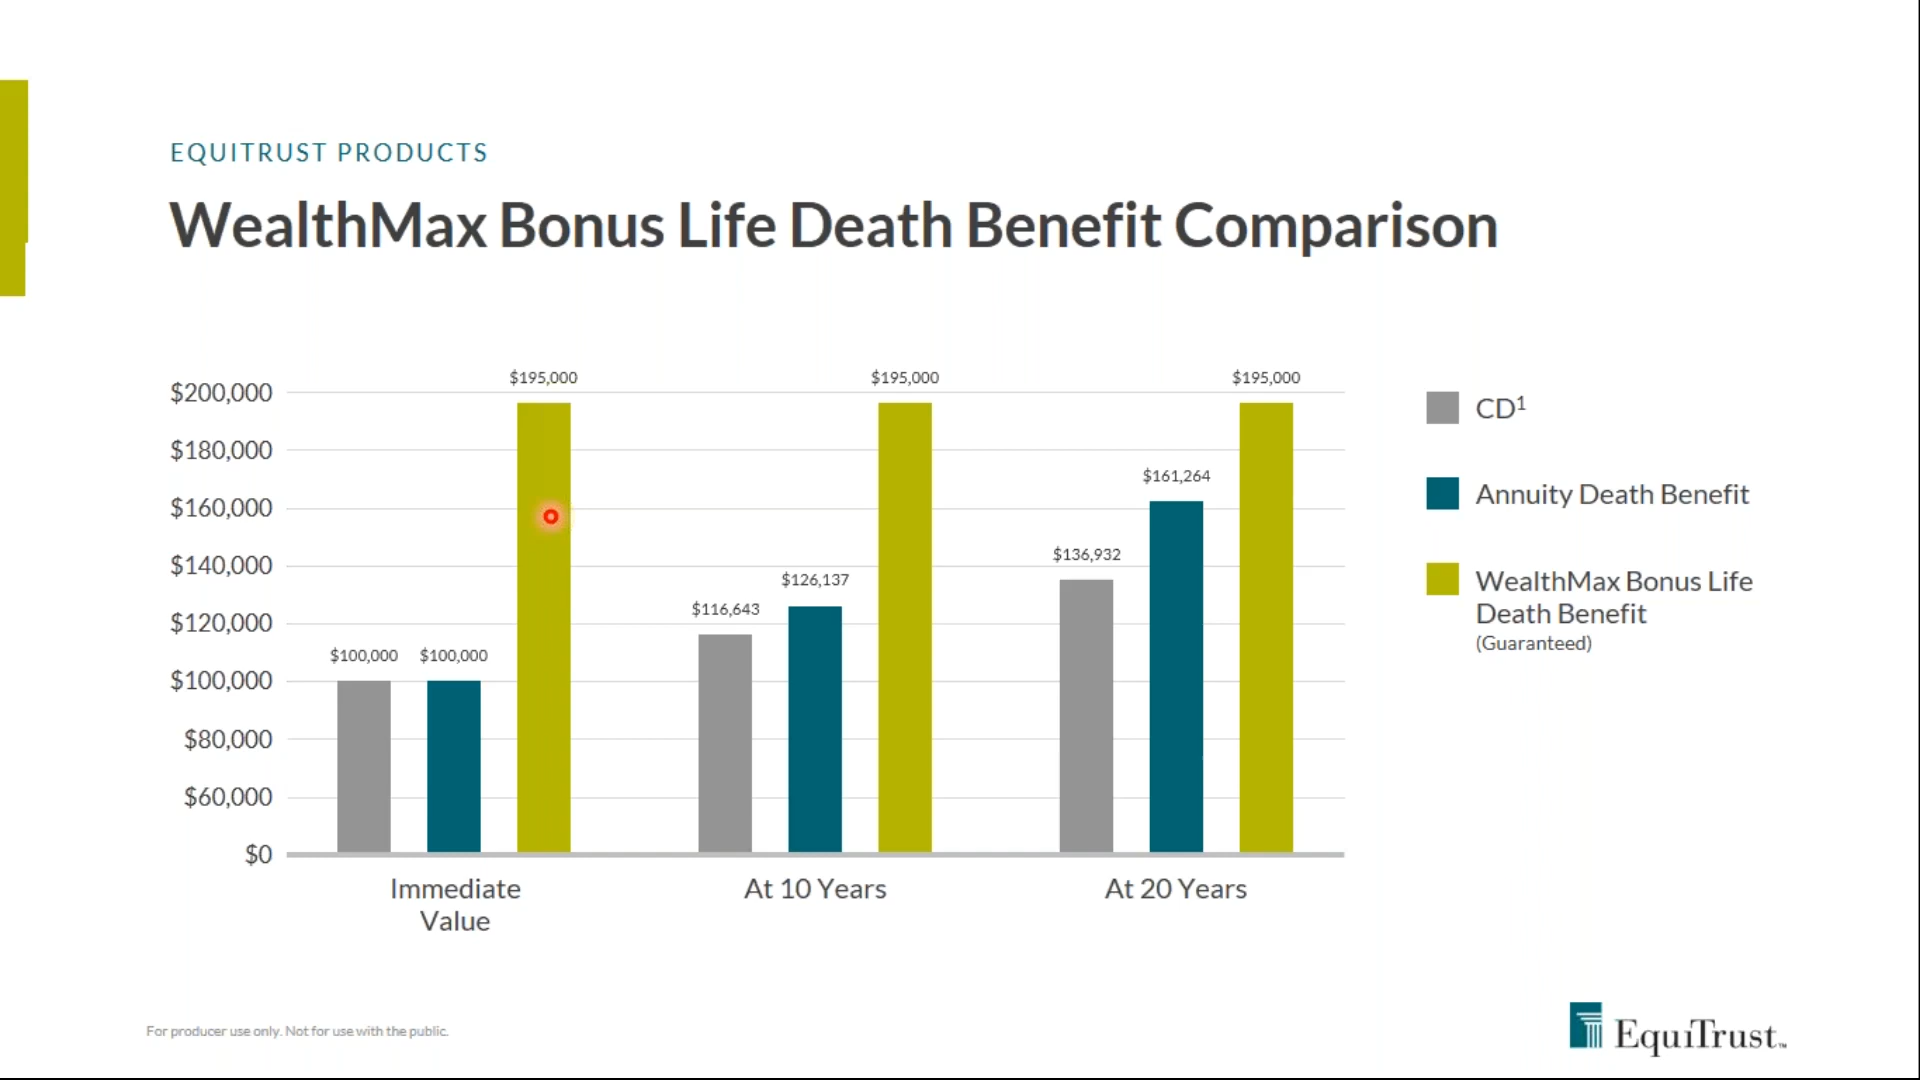 EQUITRUST PRODUCTS
WealthMax Bonus Life Death Benefit Comparison
$200,000
$180,000
$160,000
$140,000
$120,000
$100,000
$80,000
$60,000
$0
$100,000
$100,000
$195,000
$116,643
$126,137
$195,000
$136,932
$161,264
$195,000
Immediate
Value
At 10 Years
At 20 Years
CD¹
Annuity Death Benefit
WealthMax Bonus Life
Death Benefit
(Guaranteed)
For producer use only. Not for use with the public.
EquiTrust™